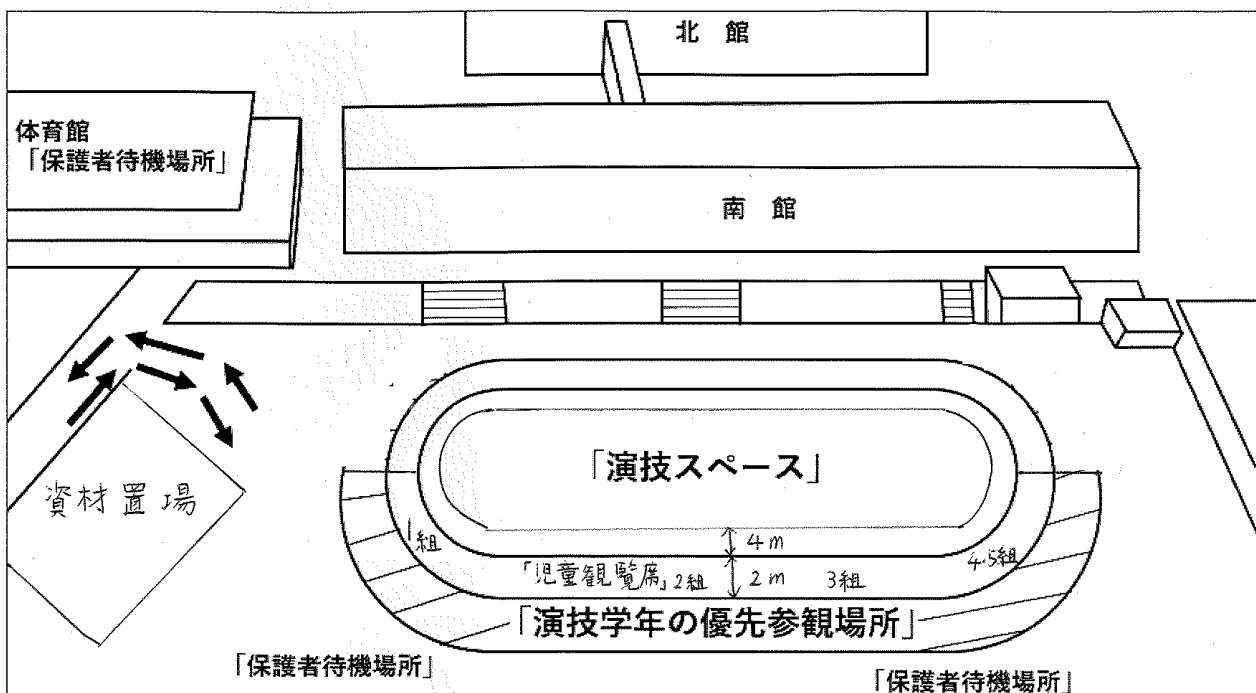 北 館
体育館
「保護者待機場所」
南 館
「演技スペース」
資材置場
4m
1組
「児童観覧席」2組 2m 3組
4.5組
「演技学年の優先参観場所」
「保護者待機場所」
「保護者待機場所」